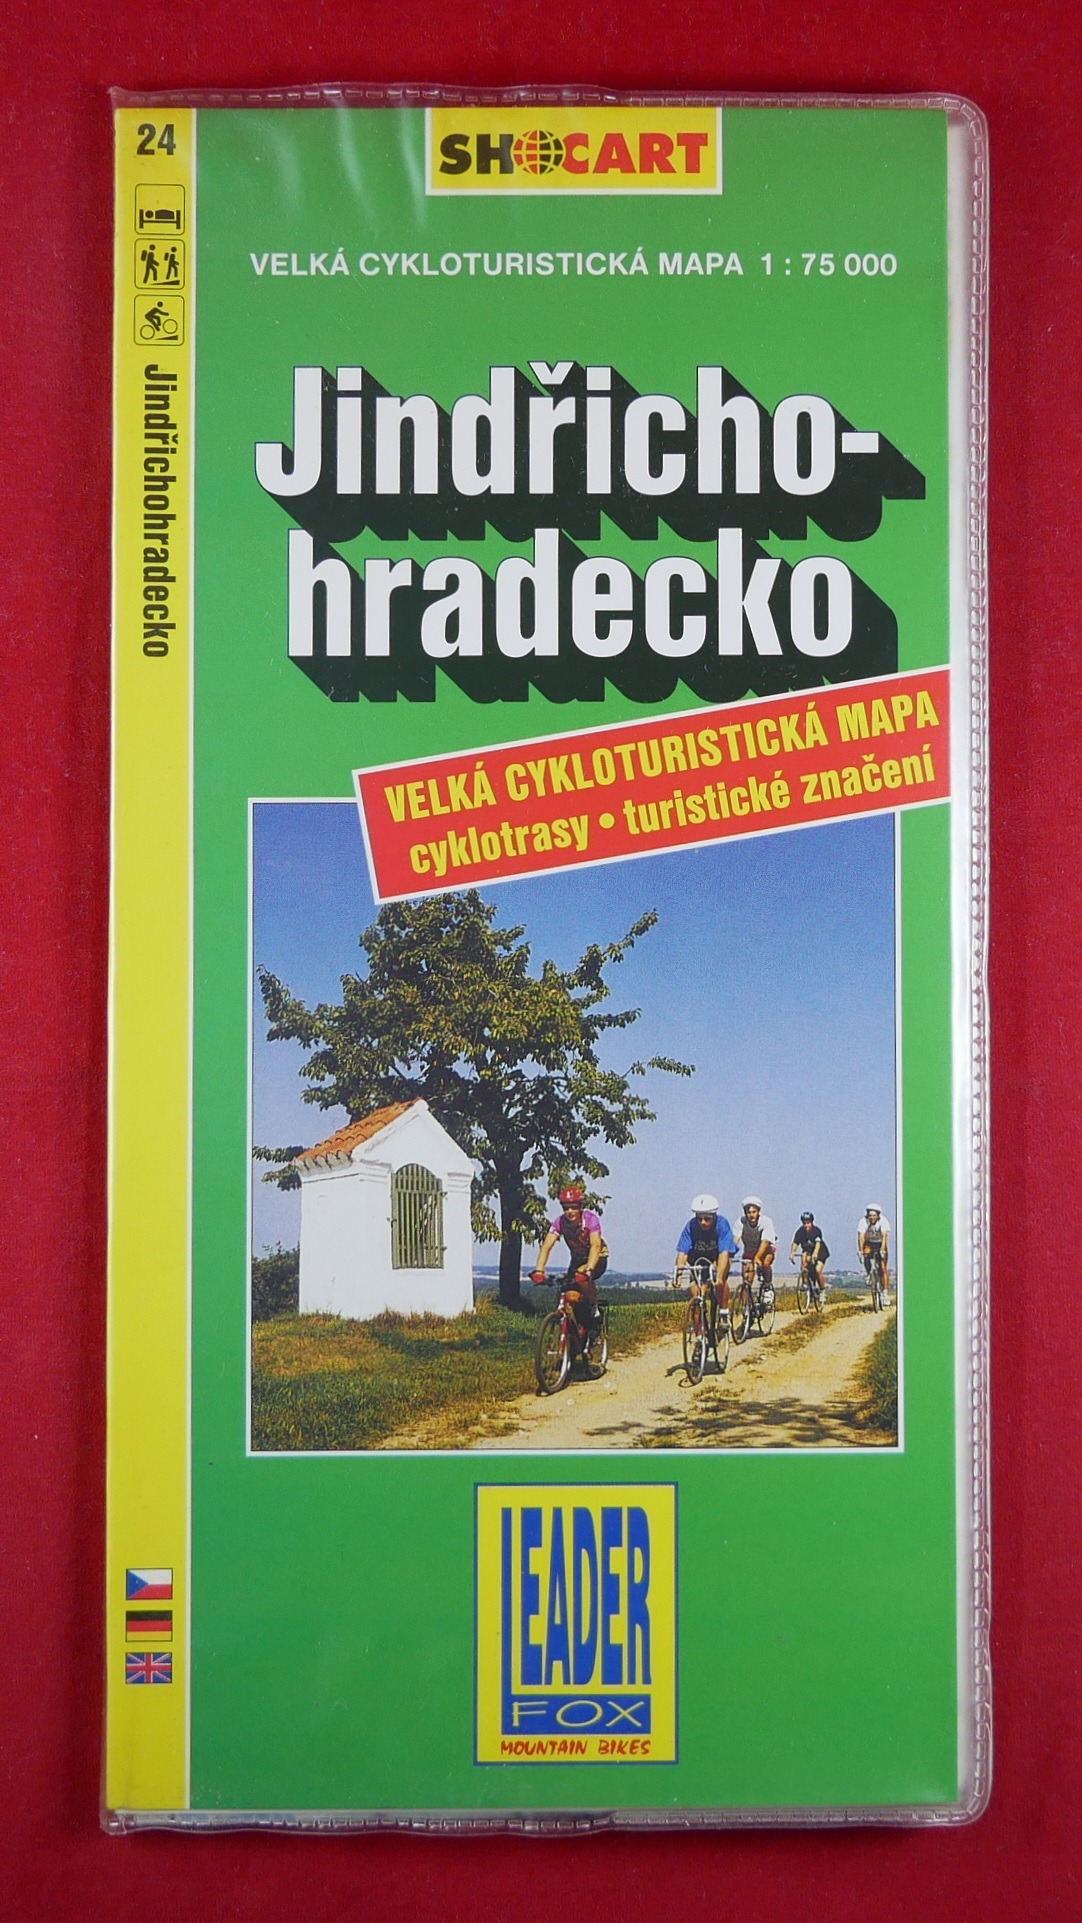 24
SHOCART
VELKÁ CYKLOTURISTICKÁ MAPA 1 : 75 000
Jindřicho-
hradecko
Jindřichohradecko
VELKÁ CYKLOTURISTICKÁ MAPA
cyklotrasy • turistické značení
LEADER
FOX
MOUNTAIN BIKES